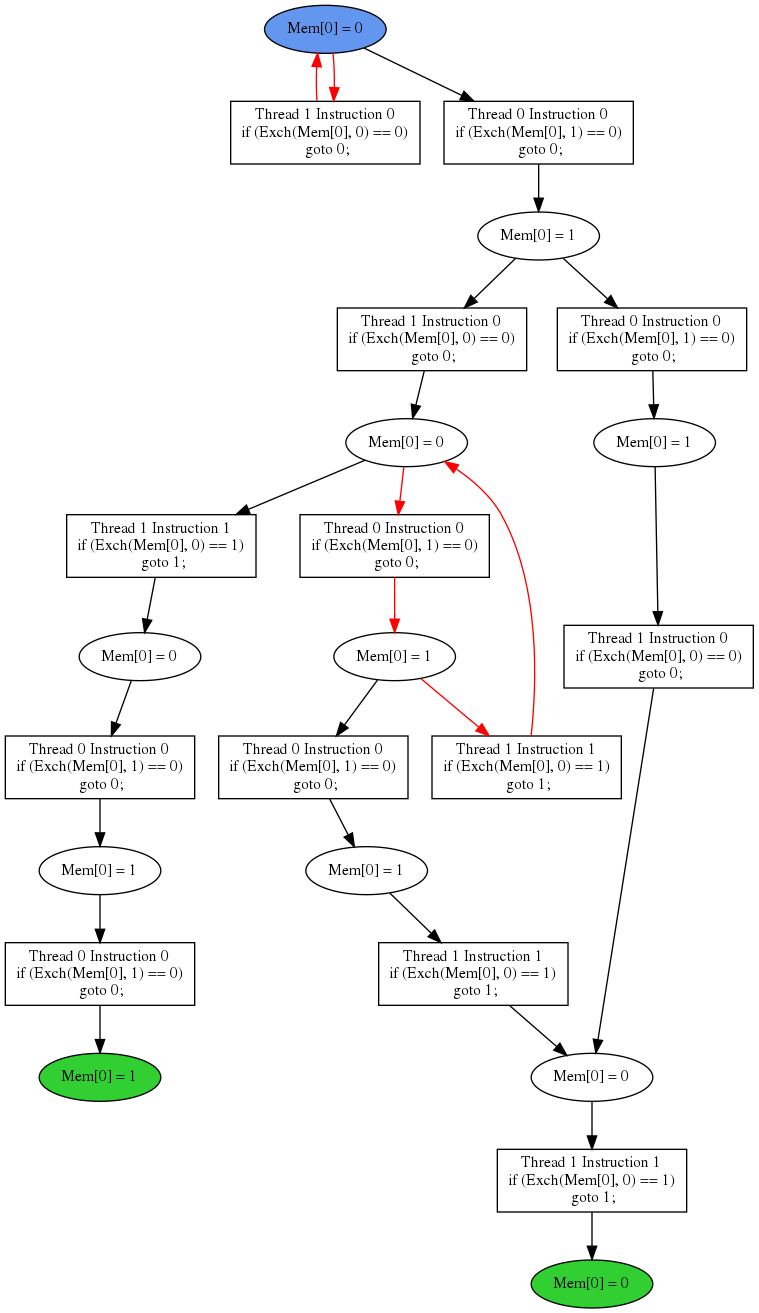 Mem[0] = 0
Thread 1 Instruction 0
if (Exch(Mem[0], 0) == 0)
goto 0;
Thread 0 Instruction 0
if (Exch(Mem[0], 1) == 0)
goto 0;
Mem[0] = 1
Thread 1 Instruction 0
if (Exch(Mem[0], 0) == 0)
goto 0;
Thread 0 Instruction 0
if (Exch(Mem[0], 1) == 0)
goto 0;
Mem[0] = 0
Mem[0] = 1
Thread 1 Instruction 1
if (Exch(Mem[0], 0) == 1)
goto 1;
Thread 0 Instruction 0
if (Exch(Mem[0], 1) == 0)
goto 0;
Mem[0] = 0
Mem[0] = 1
Thread 1 Instruction 0
if (Exch(Mem[0], 0) == 0)
goto 0;
Thread 0 Instruction 0
if (Exch(Mem[0], 1) == 0)
goto 0;
Thread 0 Instruction 0
if (Exch(Mem[0], 1) == 0)
goto 0;
Thread 1 Instruction 1
if (Exch(Mem[0], 0) == 1)
goto 1;
Mem[0] = 1
Mem[0] = 1
Thread 0 Instruction 0
if (Exch(Mem[0], 1) == 0)
goto 0;
Thread 1 Instruction 1
if (Exch(Mem[0], 0) == 1)
goto 1;
Mem[0] = 1
Mem[0] = 0
Thread 1 Instruction 1
if (Exch(Mem[0], 0) == 1)
goto 1;
Mem[0] = 0